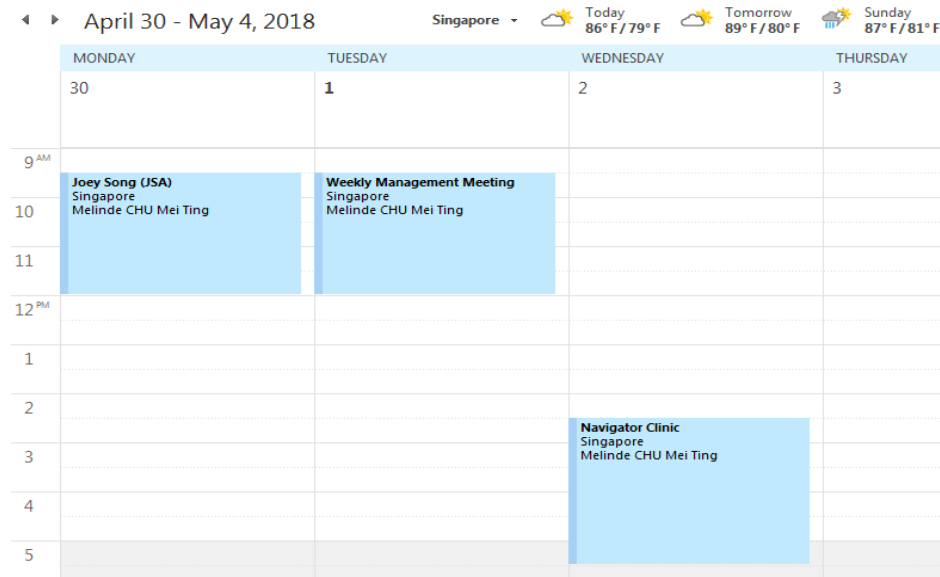 April 30 - May 4, 2018
Singapore
Today
86° F / 79° F
Tomorrow
89° F / 80° F
Sunday
87° F / 81° F
MONDAY TUESDAY WEDNESDAY THURSDAY
30 1 2 3
9 AM
Joey Song (JSA)
Singapore
Melinde CHU Mei Ting
Weekly Management Meeting
Singapore
Melinde CHU Mei Ting
10
11
12 PM
1
2
Navigator Clinic
Singapore
Melinde CHU Mei Ting
3
4
5